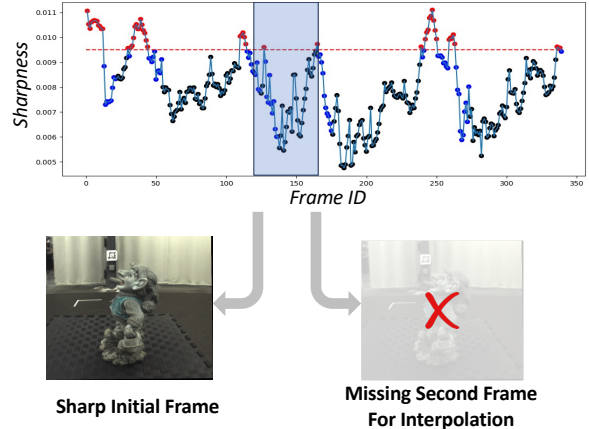 0.011
0.010
0.009
0.008
0.007
0.006
0.005
Sharpness
0 50 100 150 200 250 300 350
Frame ID
Sharp Initial Frame
Missing Second Frame
For Interpolation